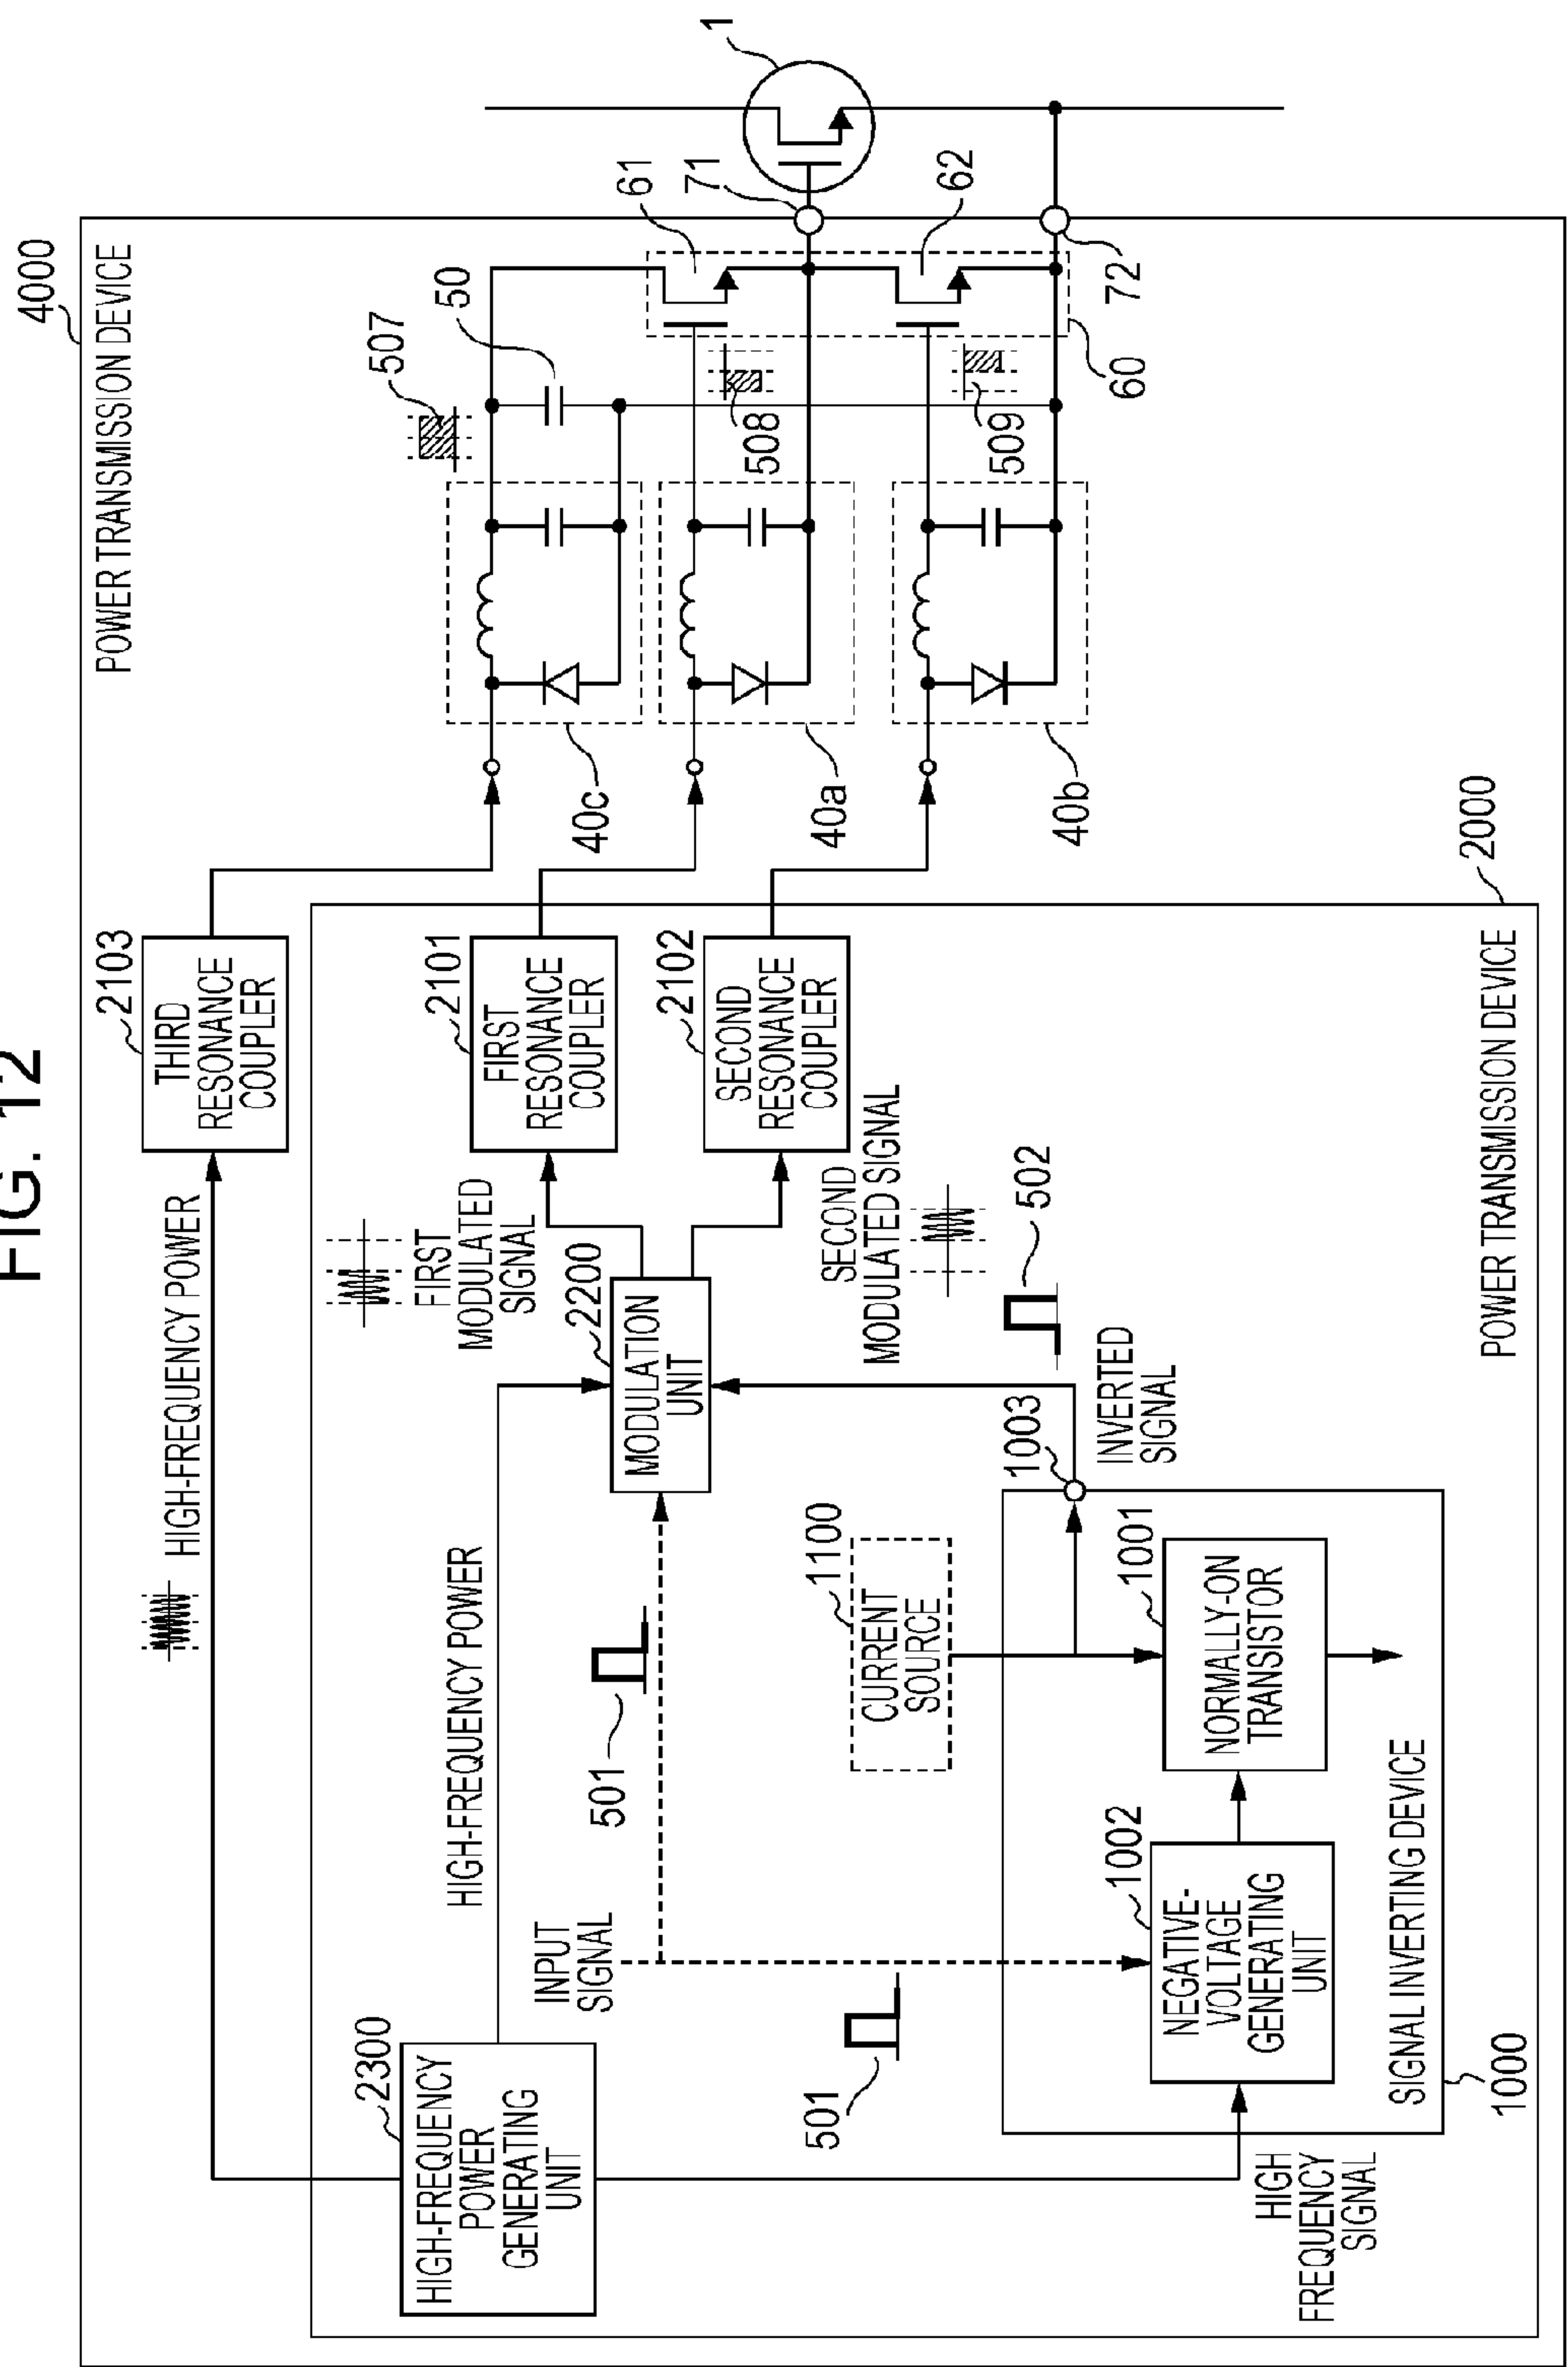 FIG. 12
4000
POWER TRANSMISSION DEVICE
HIGH-FREQUENCY POWER
2103
THIRD
RESONANCE
COUPLER
507
50
61
71
1
62
72
60
508
509
40c
40a
40b
2000
2300
HIGH-FREQUENCY
POWER
GENERATING
UNIT
HIGH-FREQUENCY POWER
FIRST
MODULATED
SIGNAL
2101
FIRST
RESONANCE
COUPLER
2102
SECOND
RESONANCE
COUPLER
2200
MODULATION
UNIT
SECOND
MODULATED SIGNAL
502
INPUT
SIGNAL
501
501
1100
CURRENT
SOURCE
1003
INVERTED
SIGNAL
1001
NORMALLY-ON
TRANSISTOR
1002
NEGATIVE-
VOLTAGE
GENERATING
UNIT
HIGH
FREQUENCY
SIGNAL
SIGNAL INVERTING DEVICE
1000
POWER TRANSMISSION DEVICE